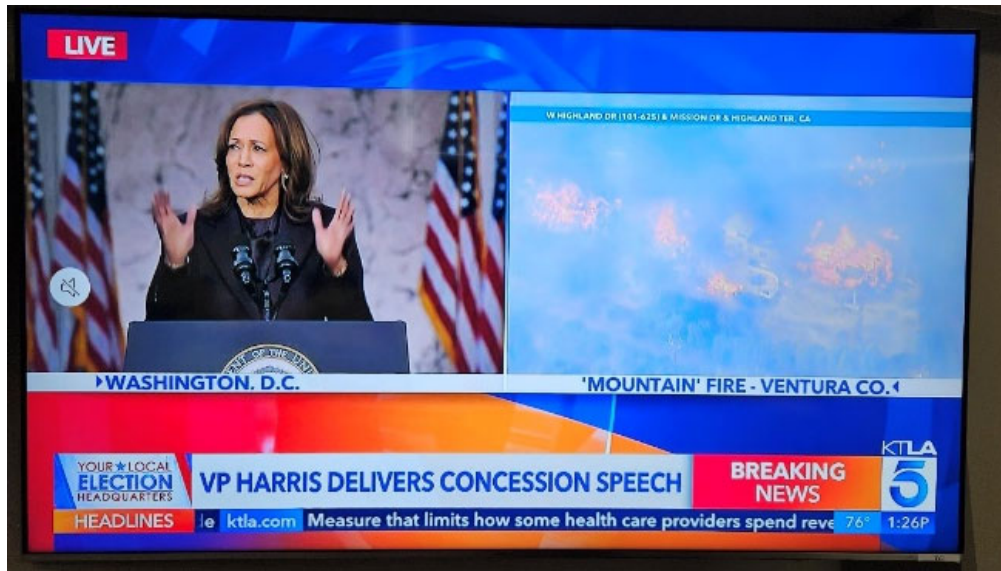 LIVE
W HIGHLAND DR (101-625) & MISSION DR & HIGHLAND TER, CA
WASHINGTON, D.C.
'MOUNTAIN' FIRE - VENTURA CO.
YOUR★LOCAL
ELECTION
HEADQUARTERS
VP HARRIS DELIVERS CONCESSION SPEECH
BREAKING
NEWS
KTLA
5
HEADLINES
le ktla.com Measure that limits how some health care providers spend reve
76° 1:26P